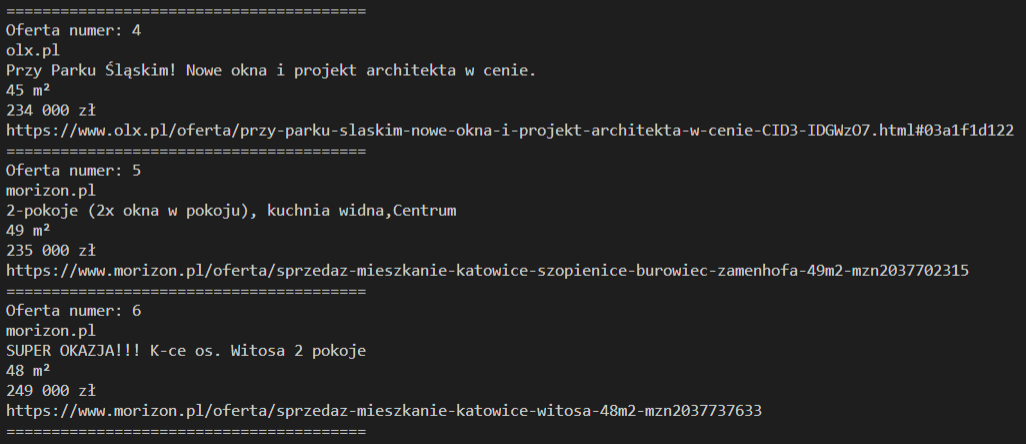 ========================================
Oferta numer: 4
olx.pl
Przy Parku Śląskim! Nowe okna i projekt architekta w cenie.
45 m²
234 000 zł
https://www.olx.pl/oferta/przy-parku-slaskim-nowe-okna-i-projekt-architekta-w-cenie-CID3-IDGWzO7.html#03a1f1d122
========================================
Oferta numer: 5
morizon.pl
2-pokoje (2x okna w pokoju), kuchnia widna,Centrum
49 m²
235 000 zł
https://www.morizon.pl/oferta/sprzedaz-mieszkanie-katowice-szopienice-burowiec-zamenhofa-49m2-mzn2037702315
========================================
Oferta numer: 6
morizon.pl
SUPER OKAZJA!!! K-ce os. Witosa 2 pokoje
48 m²
249 000 zł
https://www.morizon.pl/oferta/sprzedaz-mieszkanie-katowice-witosa-48m2-mzn2037737633
========================================